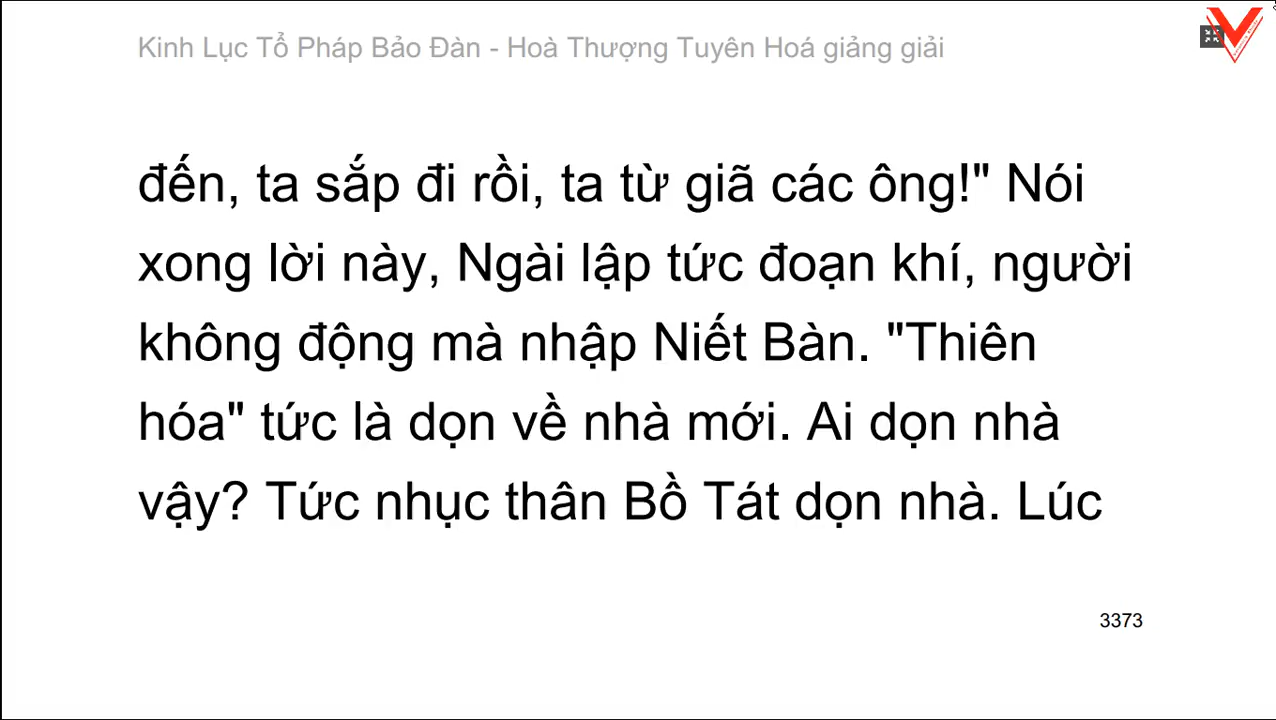 Kinh Lục Tổ Pháp Bảo Đàn - Hoà Thượng Tuyên Hoá giảng giải
đến, ta sắp đi rồi, ta từ giã các ông!" Nói
xong lời này, Ngài lập tức đoạn khí, người
không động mà nhập Niết Bàn. "Thiên
hóa" tức là dọn về nhà mới. Ai dọn nhà
vậy? Tức nhục thân Bồ Tát dọn nhà. Lúc
3373